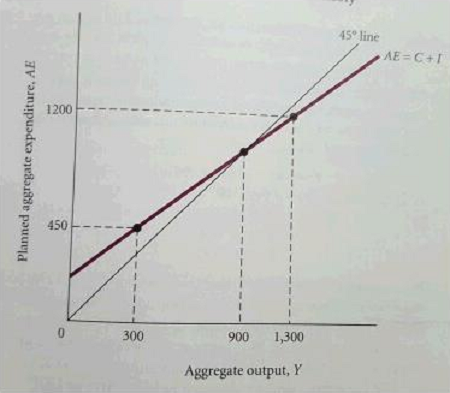 45° line
AE = C + I
Planned aggregate expenditure, AE
1200
450
0
300
900
1,300
Aggregate output, Y